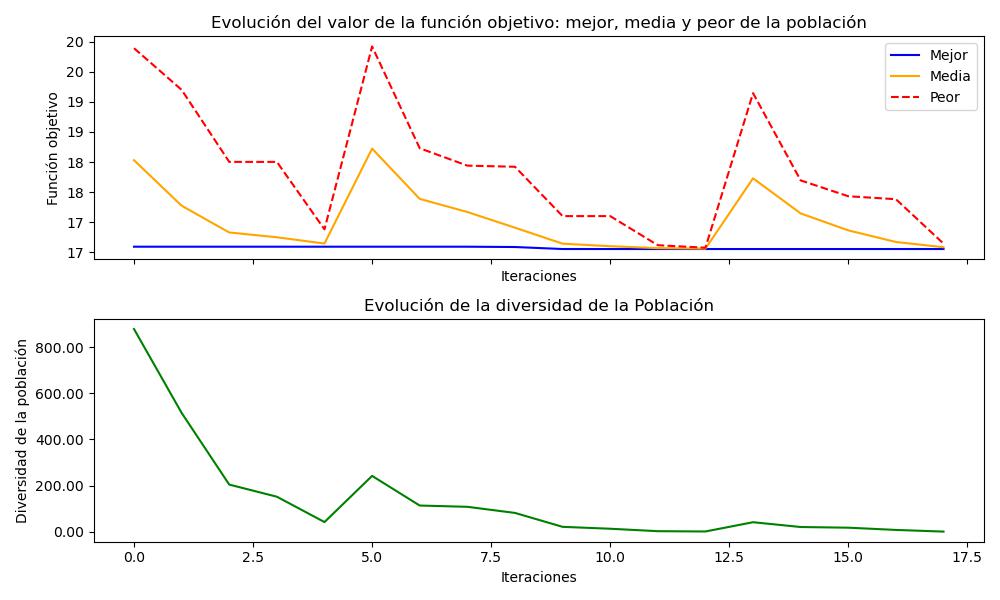 Evolución del valor de la función objetivo: mejor, media y peor de la población
20
20
19
19
18
18
17
17
Función objetivo
Mejor
Media
Peor
Iteraciones
Evolución de la diversidad de la Población
800.00
600.00
400.00
200.00
0.00
Diversidad de la población
0.0 2.5 5.0 7.5 10.0 12.5 15.0 17.5
Iteraciones